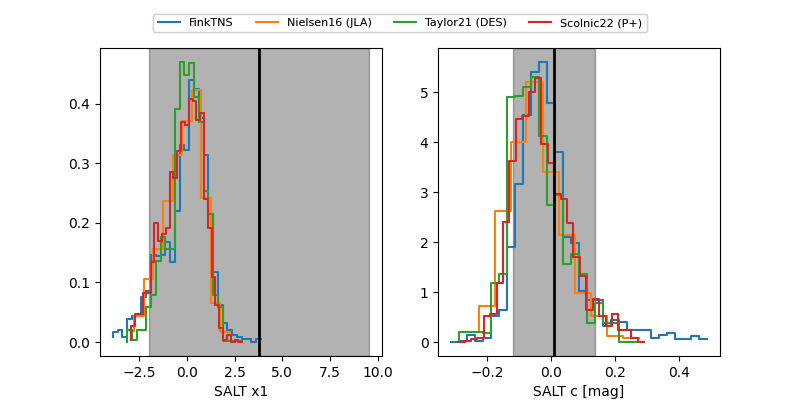 FinkTNS Nielsen16 (JLA) Taylor21 (DES) Scolnic22 (P+)
0.4
0.3
0.2
0.1
0.0
−2.5 0.0 2.5 5.0 7.5 10.0
SALT x1
5
4
3
2
1
0
−0.2 0.0 0.2 0.4
SALT c [mag]